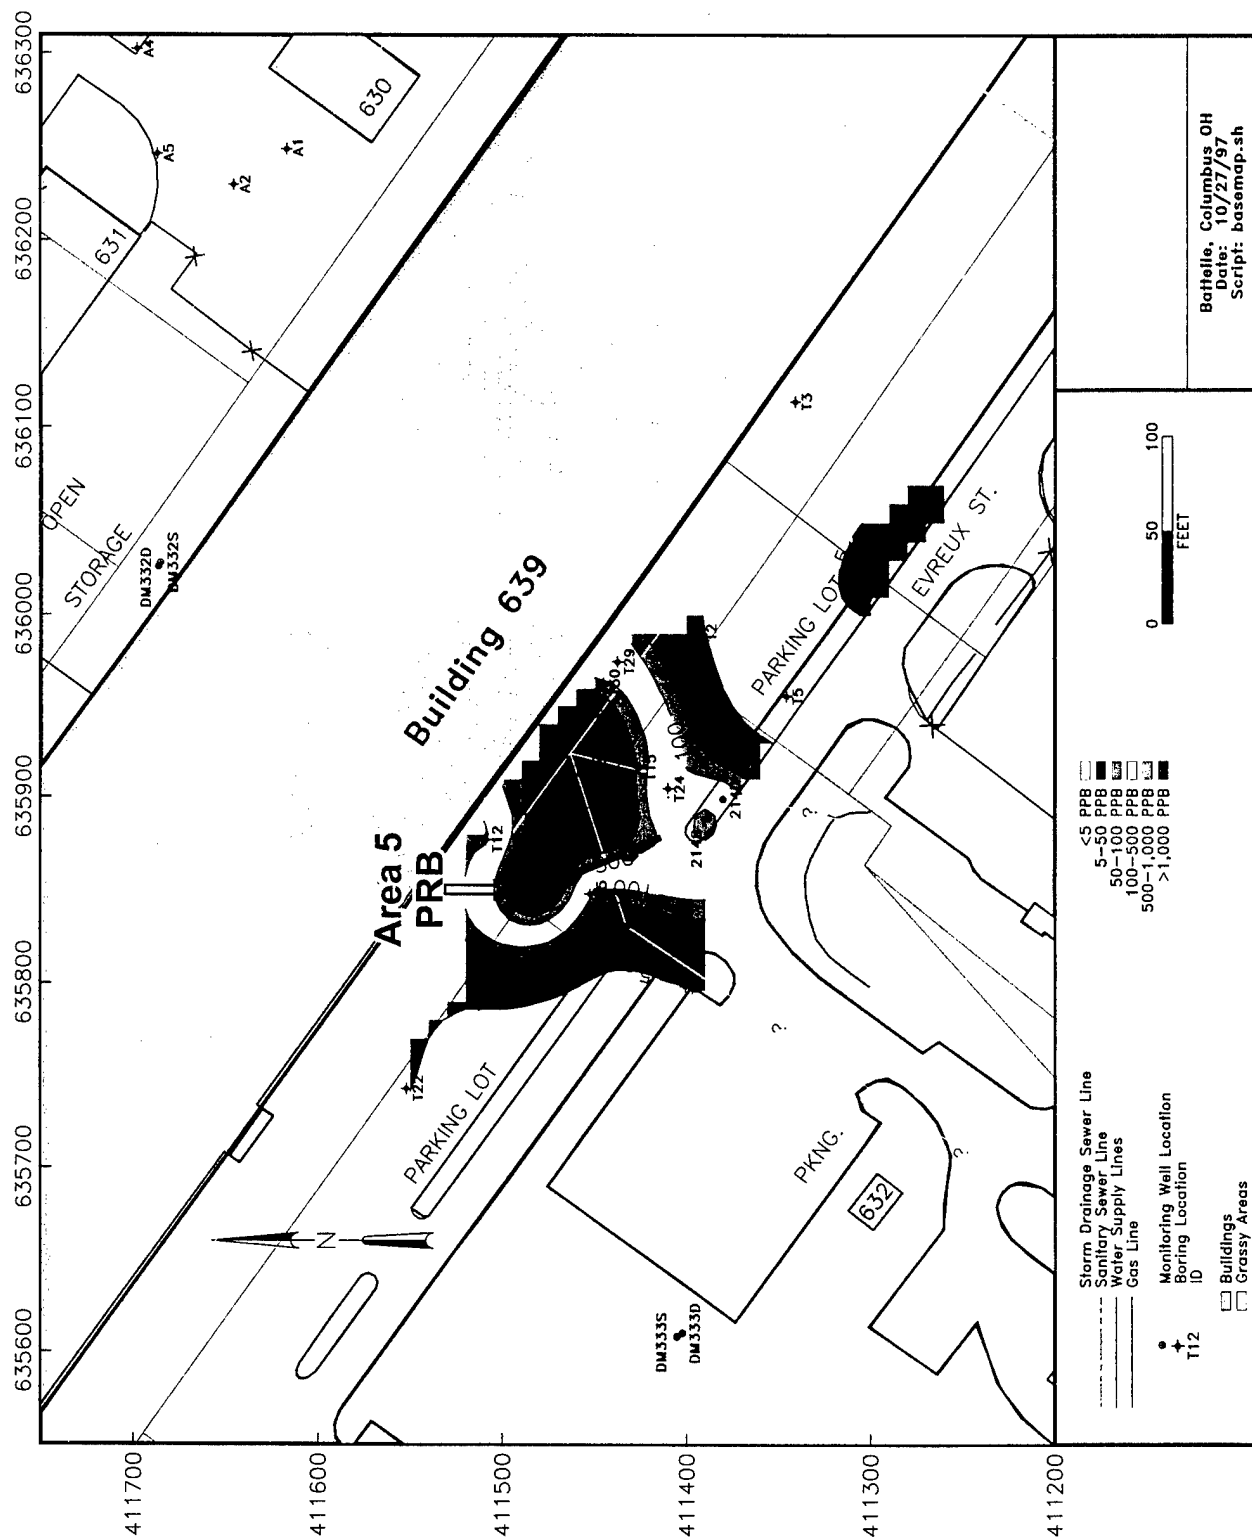 636300
636200
636100
636000
635900
635800
635700
635600
411700
411600
411500
411400
411300
411200
A4
A5
A2
A1
630
631
OPEN
STORAGE
DM332D
DM332S
Building 639
Area 5
PRB
T12
T22
T29
T15
T24
T3
T5
214
100
50
PARKING LOT
PARKING LOT
EVREUX ST.
PKNG.
632
?
?
?
N
DM333S
DM333D
Storm Drainage Sewer Line
Sanitary Sewer Line
Water Supply Lines
Gas Line
Monitoring Well Location
Boring Location
T12
ID
Buildings
Grassy Areas
<5 PPB
5-50 PPB
50-100 PPB
100-500 PPB
500-1,000 PPB
>1,000 PPB
0
50
100
FEET
Battelle, Columbus OH
Date: 10/27/97
Script: basemap.sh